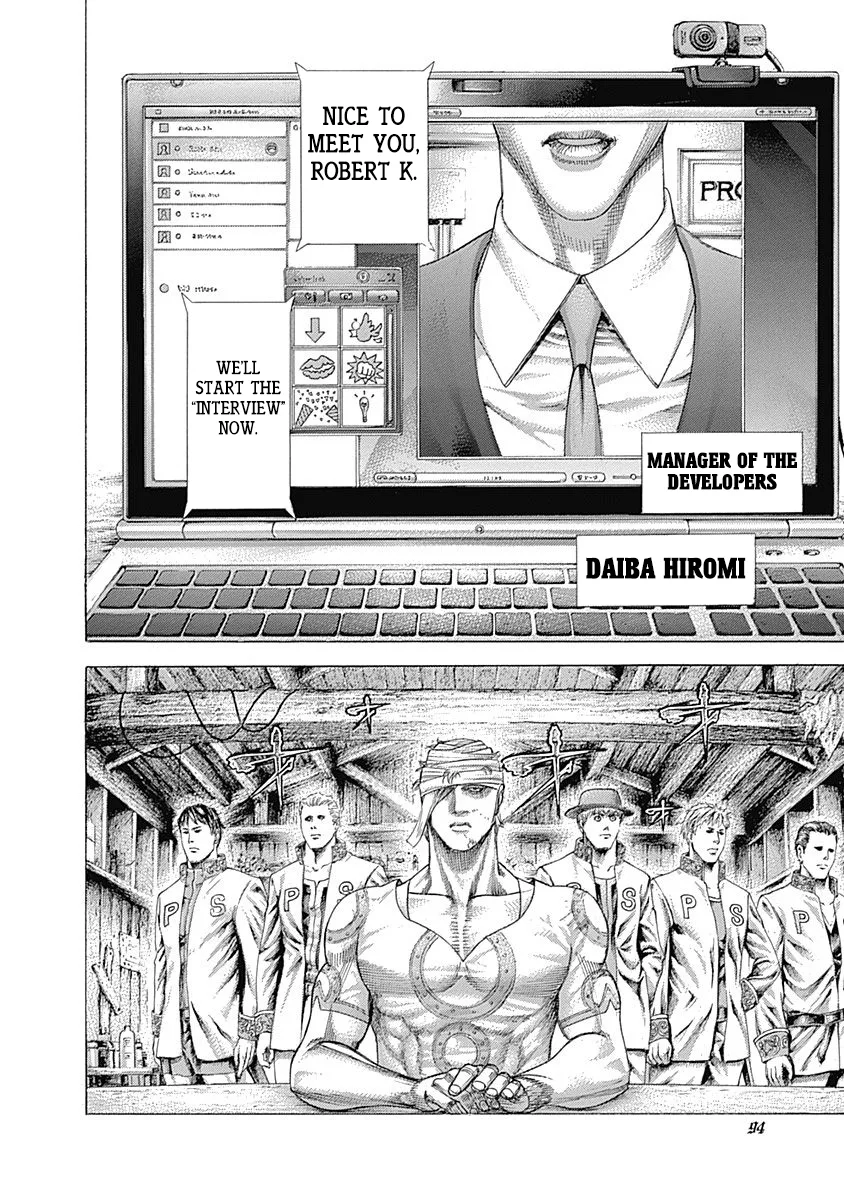 NICE TO
MEET YOU,
ROBERT K.
PRO
WE'LL
START THE
"INTERVIEW"
NOW.
MANAGER OF THE
DEVELOPERS
DAIBA HIROMI
P S
P S
S
P S
P
94